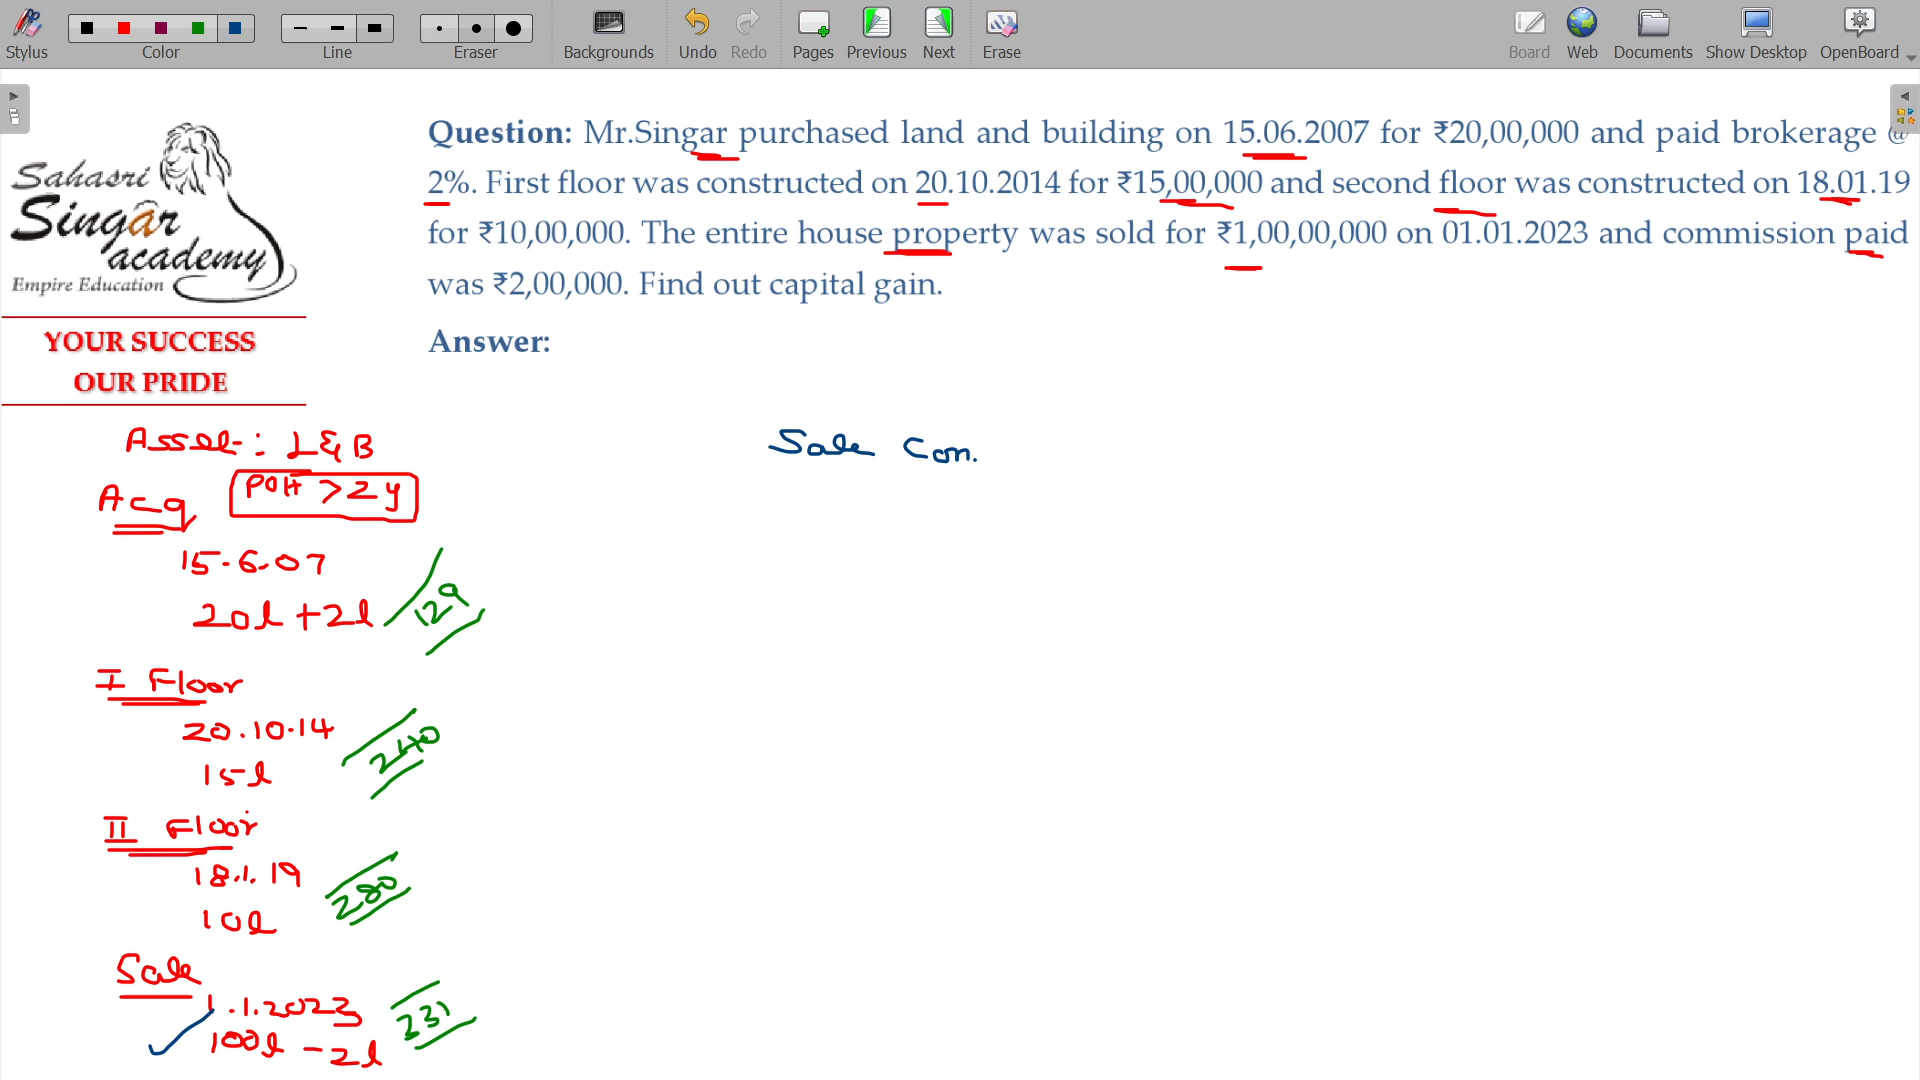 Stylus
Color
Line
Eraser
Backgrounds
Undo
Redo
Pages
Previous
Next
Erase
Board
Web
Documents
Show Desktop
OpenBoard
Sahasri
Singar
academy
Empire Education
YOUR SUCCESS
OUR PRIDE
Question: Mr.Singar purchased land and building on 15.06.2007 for ₹20,00,000 and paid brokerage @
2%. First floor was constructed on 20.10.2014 for ₹15,00,000 and second floor was constructed on 18.01.19
for ₹10,00,000. The entire house property was sold for ₹1,00,00,000 on 01.01.2023 and commission paid
was ₹2,00,000. Find out capital gain.
Answer:
Asset: L&B
Acq POH > 2 y
15.6.07
20l + 2l 129
I Floor
20.10.14
15l 240
II Floor
18.1.19
10l 280
Sale
1.1.2023
100l - 2l 331
Sale Con.